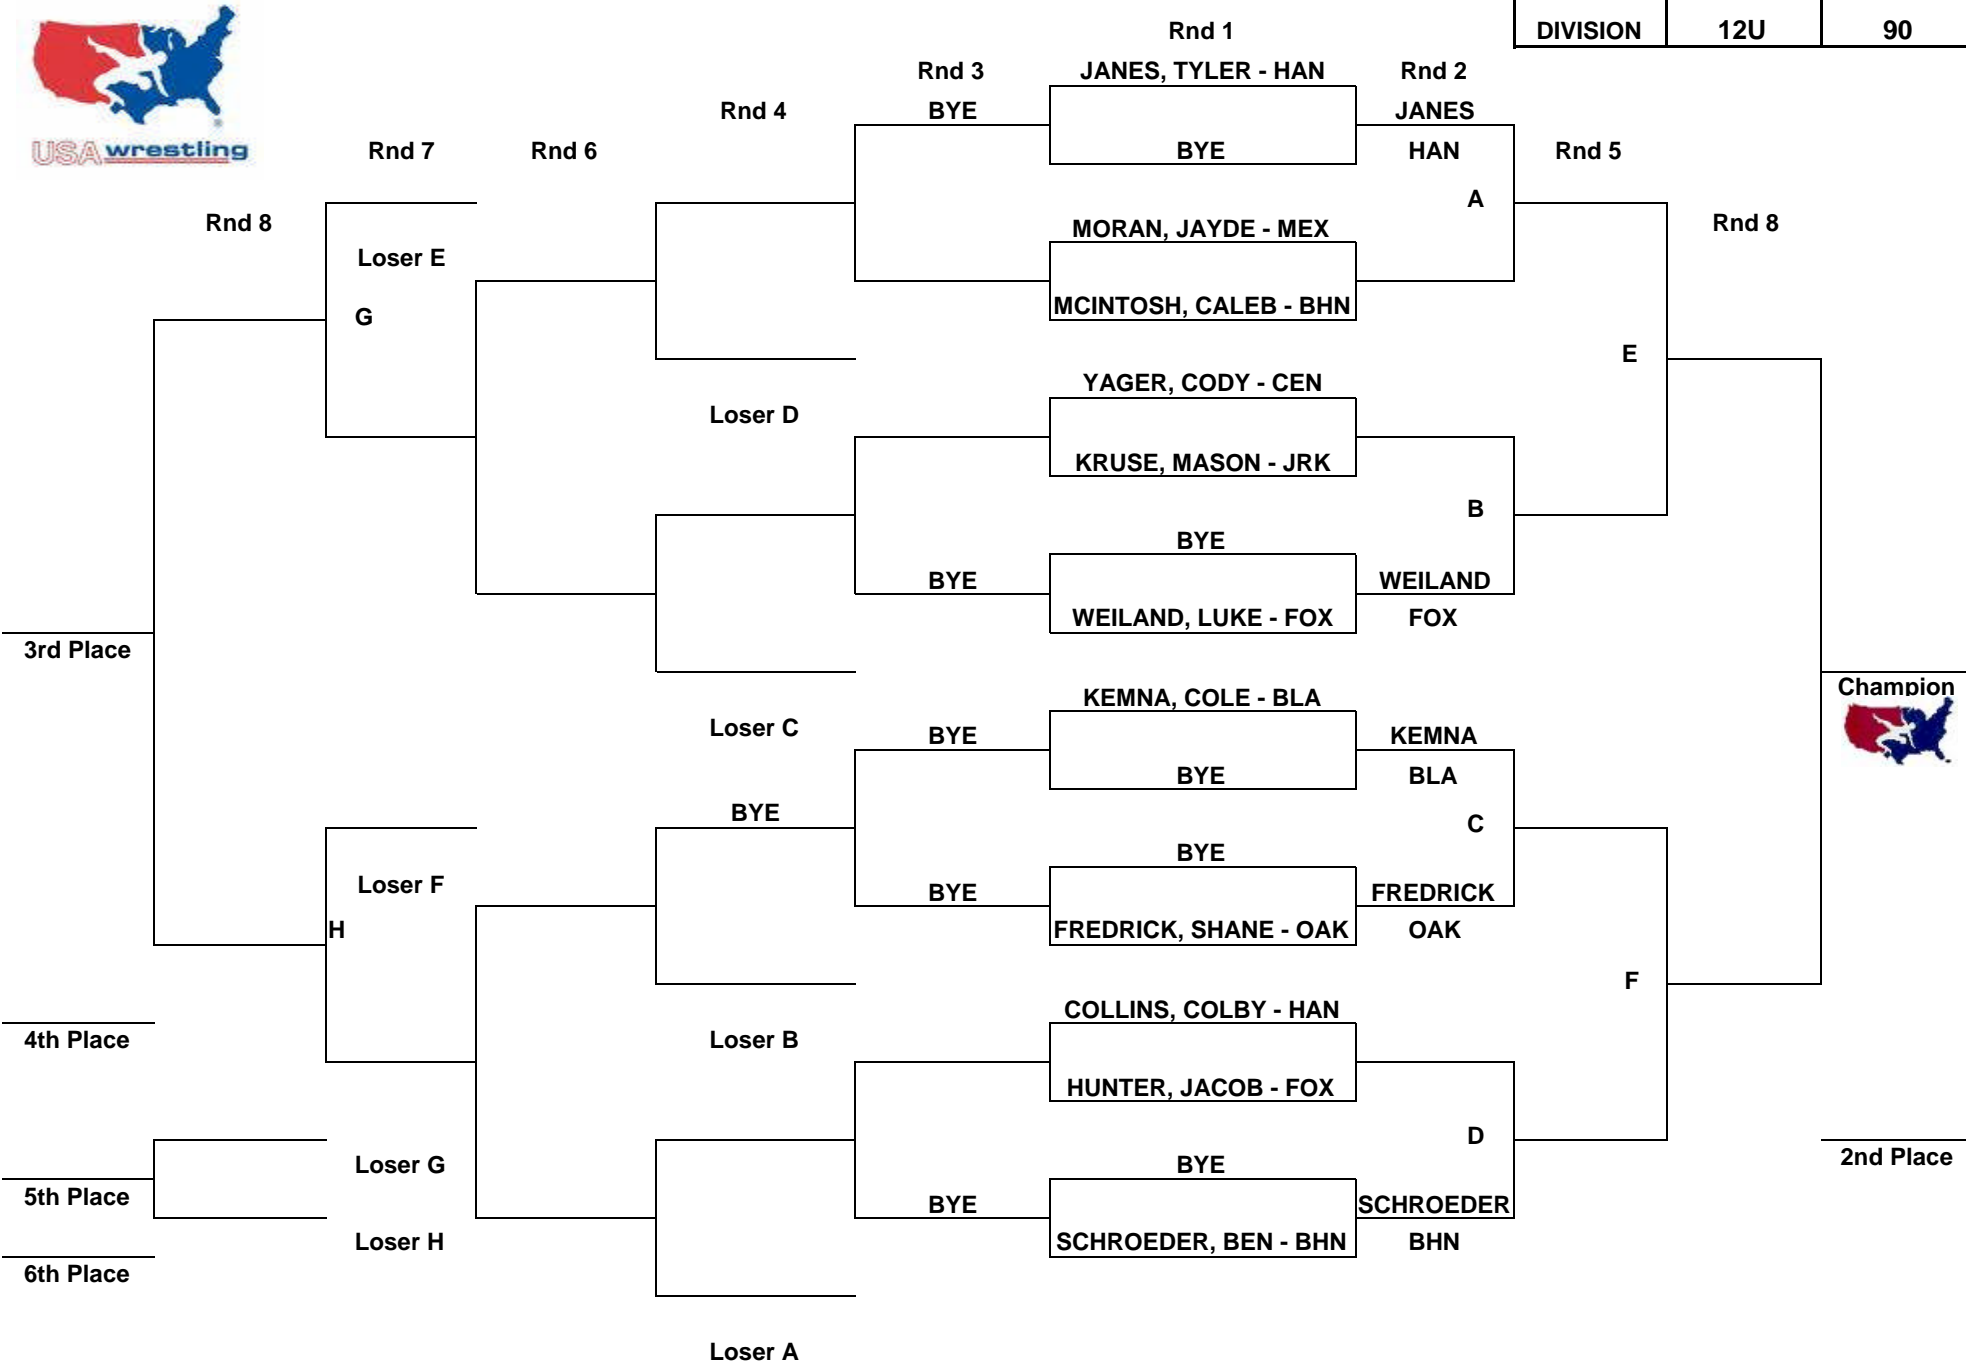 Rnd 1
DIVISION 12U 90
Rnd 3 JANES, TYLER - HAN Rnd 2
Rnd 4 BYE JANES
USA wrestling Rnd 7 Rnd 6 BYE HAN Rnd 5
A
Rnd 8 MORAN, JAYDE - MEX Rnd 8
Loser E
MCINTOSH, CALEB - BHN
G
E
YAGER, CODY - CEN
Loser D
KRUSE, MASON - JRK
B
BYE
BYE WEILAND
WEILAND, LUKE - FOX FOX
3rd Place
KEMNA, COLE - BLA Champion
Loser C BYE KEMNA
BYE BLA
BYE
C
BYE
Loser F BYE FREDRICK
H FREDRICK, SHANE - OAK OAK
F
COLLINS, COLBY - HAN
4th Place Loser B
HUNTER, JACOB - FOX
D
Loser G BYE 2nd Place
5th Place BYE SCHROEDER
Loser H SCHROEDER, BEN - BHN BHN
6th Place
Loser A